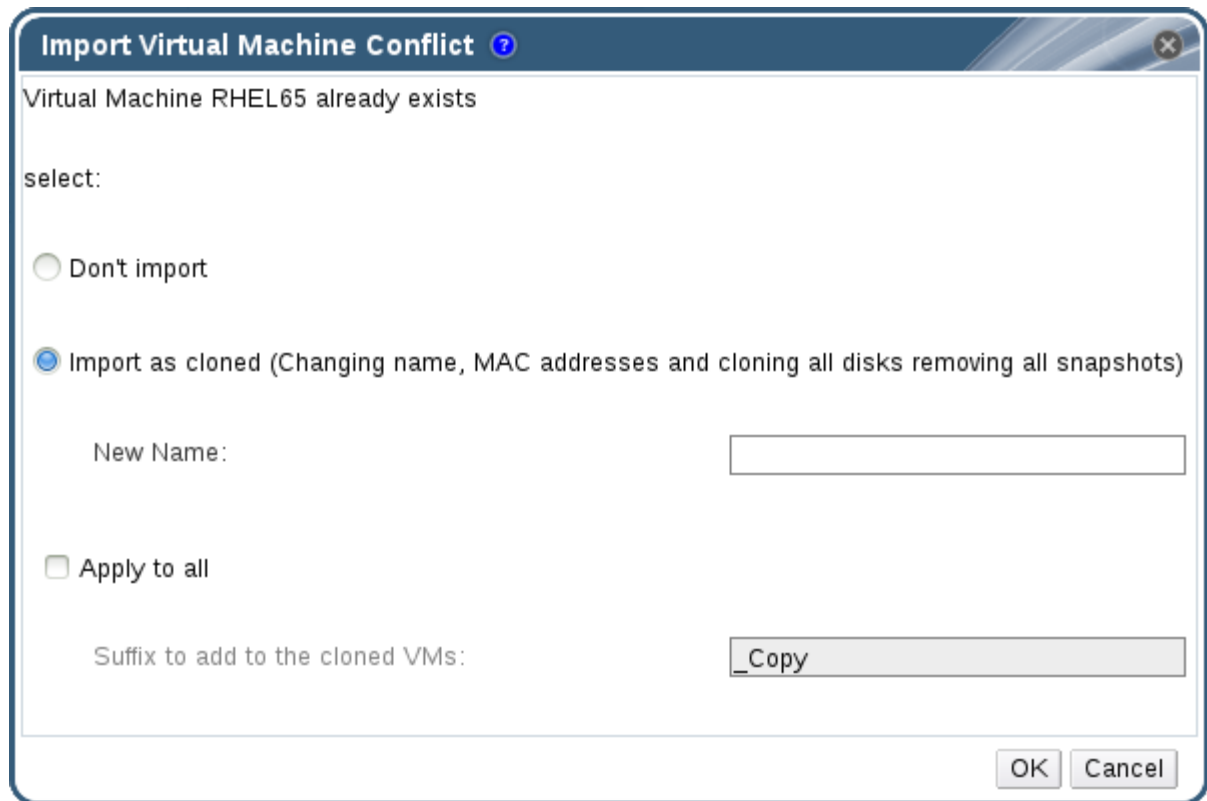 Import Virtual Machine Conflict ?
Virtual Machine RHEL65 already exists
select:
Don't import
Import as cloned (Changing name, MAC addresses and cloning all disks removing all snapshots)
New Name:
Apply to all
Suffix to add to the cloned VMs: _Copy
OK Cancel